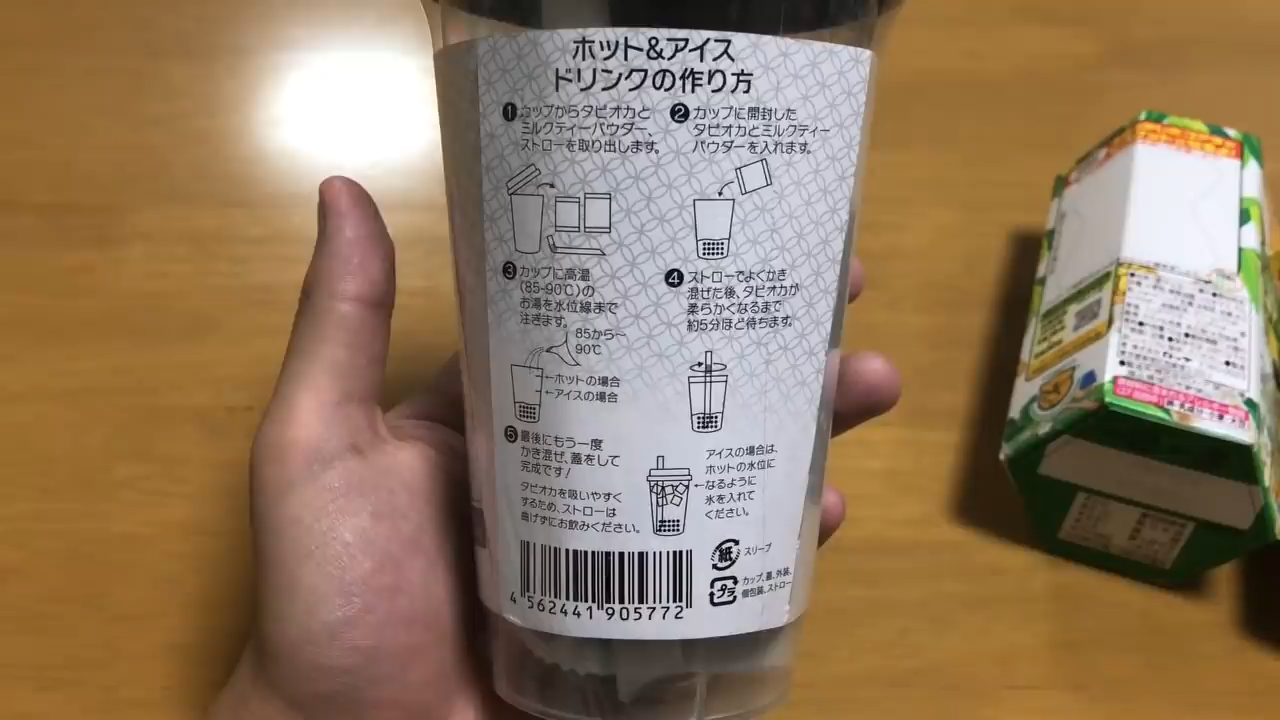 ホット&アイス
ドリンクの作り方
❶カップからタピオカと
ミルクティーパウダー、
ストローを取り出します。
❷カップに開封した
タピオカとミルクティー
パウダーを入れます。
❸カップに高温
(85-90℃)の
お湯を水位線まで
注ぎます。
85から〜
90℃
←ホットの場合
←アイスの場合
❹ストローでよくかき
混ぜた後、タピオカが
柔らかくなるまで
約5分ほど待ちます。
❺最後にもう一度
かき混ぜ、蓋をして
完成です!
タピオカを吸いやすく
するため、ストローは
曲げずにお飲みください。
アイスの場合は、
ホットの水位に
←なるように
氷を入れて
ください。
紙 スリーブ
プラ カップ、蓋、外装、
個包装、ストロー
4 562441 905772